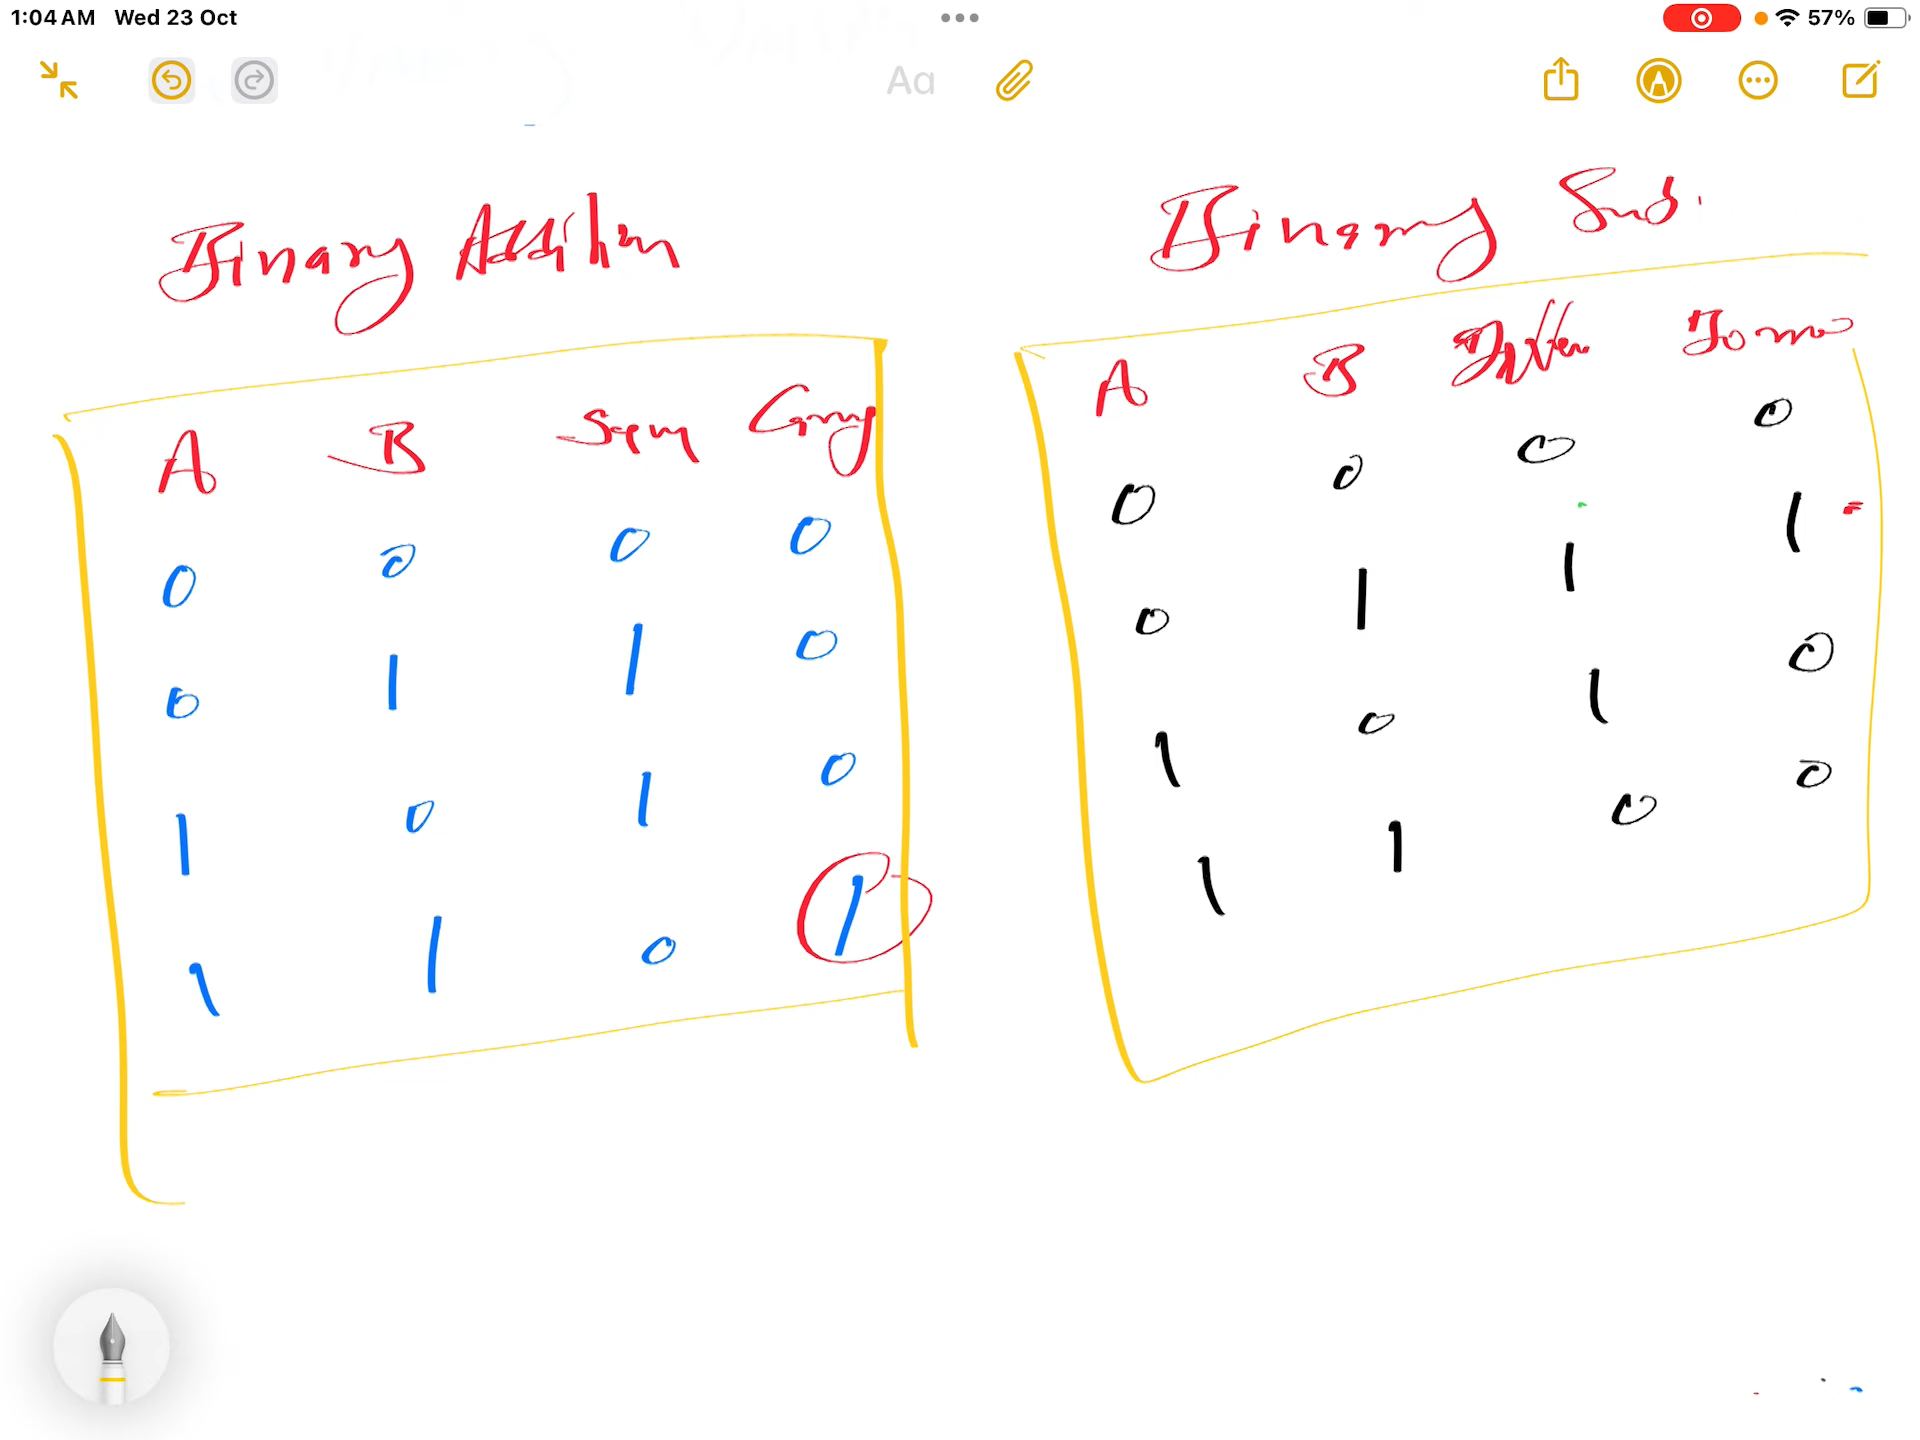 1:04 AM Wed 23 Oct
57%
Aa
Binary Addition
A B Sum Carry
0 0 0 0
0 1 1 0
1 0 1 0
1 1 0 1
Binary Sub.
A B
0 0 0 0
0 1 1 1
1 0 1 0
1 1 0 0